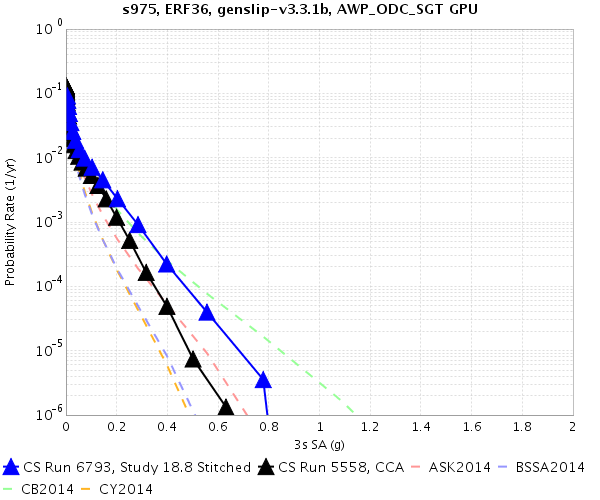 s975, ERF36, genslip-v3.3.1b, AWP_ODC_SGT GPU
Probability Rate (1/yr)
10^0
10^-1
10^-2
10^-3
10^-4
10^-5
10^-6
0 0.2 0.4 0.6 0.8 1 1.2 1.4 1.6 1.8 2
3s SA (g)
CS Run 6793, Study 18.8 Stitched CS Run 5558, CCA ASK2014 BSSA2014
CB2014 CY2014